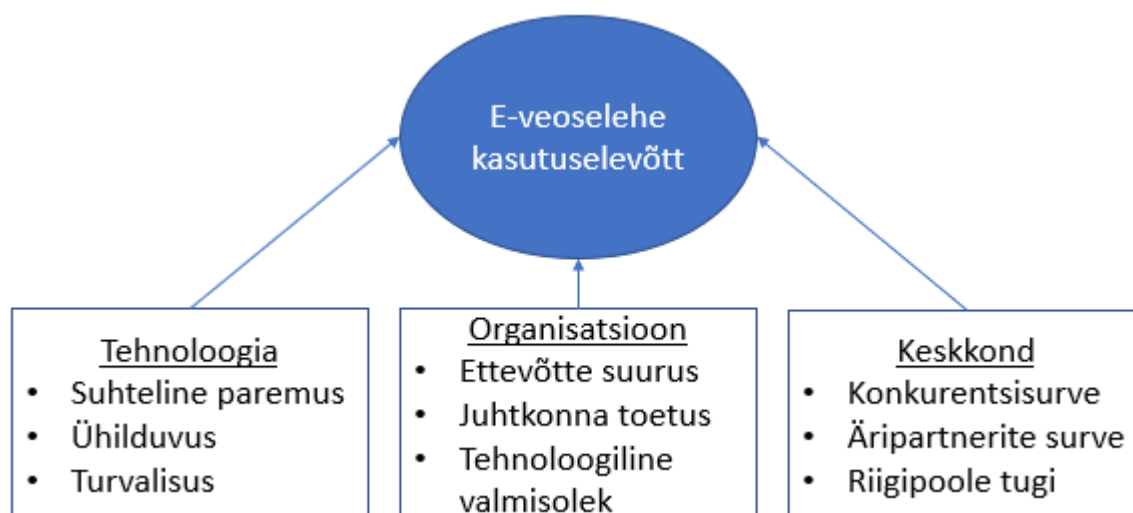 E-veoselehe
kasutuselevõtt
Tehnoloogia
• Suhteline paremus
• Ühilduvus
• Turvalisus
Organisatsioon
• Ettevõtte suurus
• Juhtkonna toetus
• Tehnoloogiline
valmisolek
Keskkond
• Konkurentsisurve
• Äripartnerite surve
• Riigipoole tugi